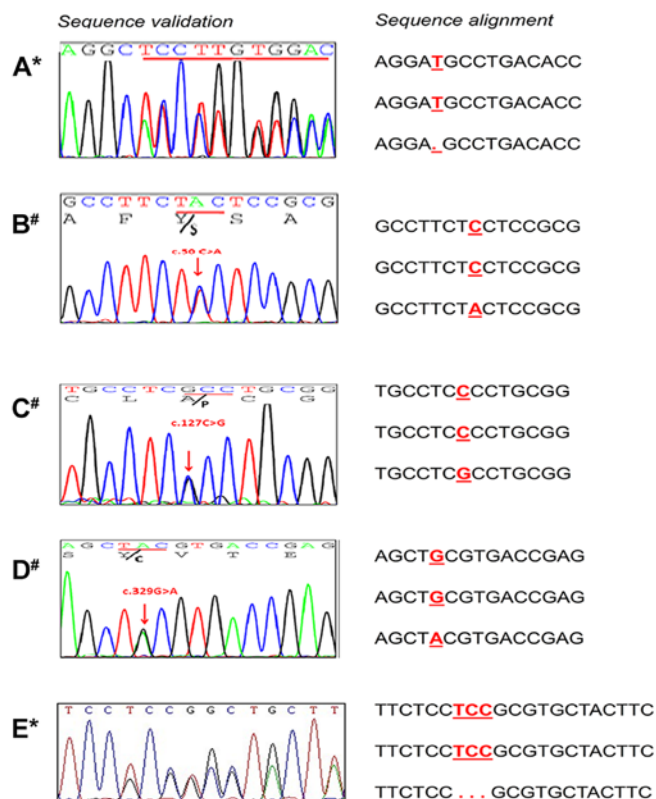 Sequence validation
Sequence alignment
A*
AGGCTCCTTGTGGAC
AGGATGCCTGACACC
AGGATGCCTGACACC
AGGA.GCCTGACACC
B#
GCCTTCTACTCCGCG
A F Y/S S A
c.50 C>A
GCCTTCTCCTCCGCG
GCCTTCTCCTCCGCG
GCCTTCTACTCCGCG
C#
TGCCTCGCCTGCGG
C L A/P C G
c.127C>G
TGCCTCCCCTGCGG
TGCCTCCCCTGCGG
TGCCTCGCCTGCGG
D#
AGCTACGTGACCGAG
S Y/C V T E
c.329G>A
AGCTGCGTGACCGAG
AGCTGCGTGACCGAG
AGCTACGTGACCGAG
E*
TCCTCCGGCTGCTT
TTCTCCTCCGCGTGCTACTTC
TTCTCCTCCGCGTGCTACTTC
TTCTCC...GCGTGCTACTTC